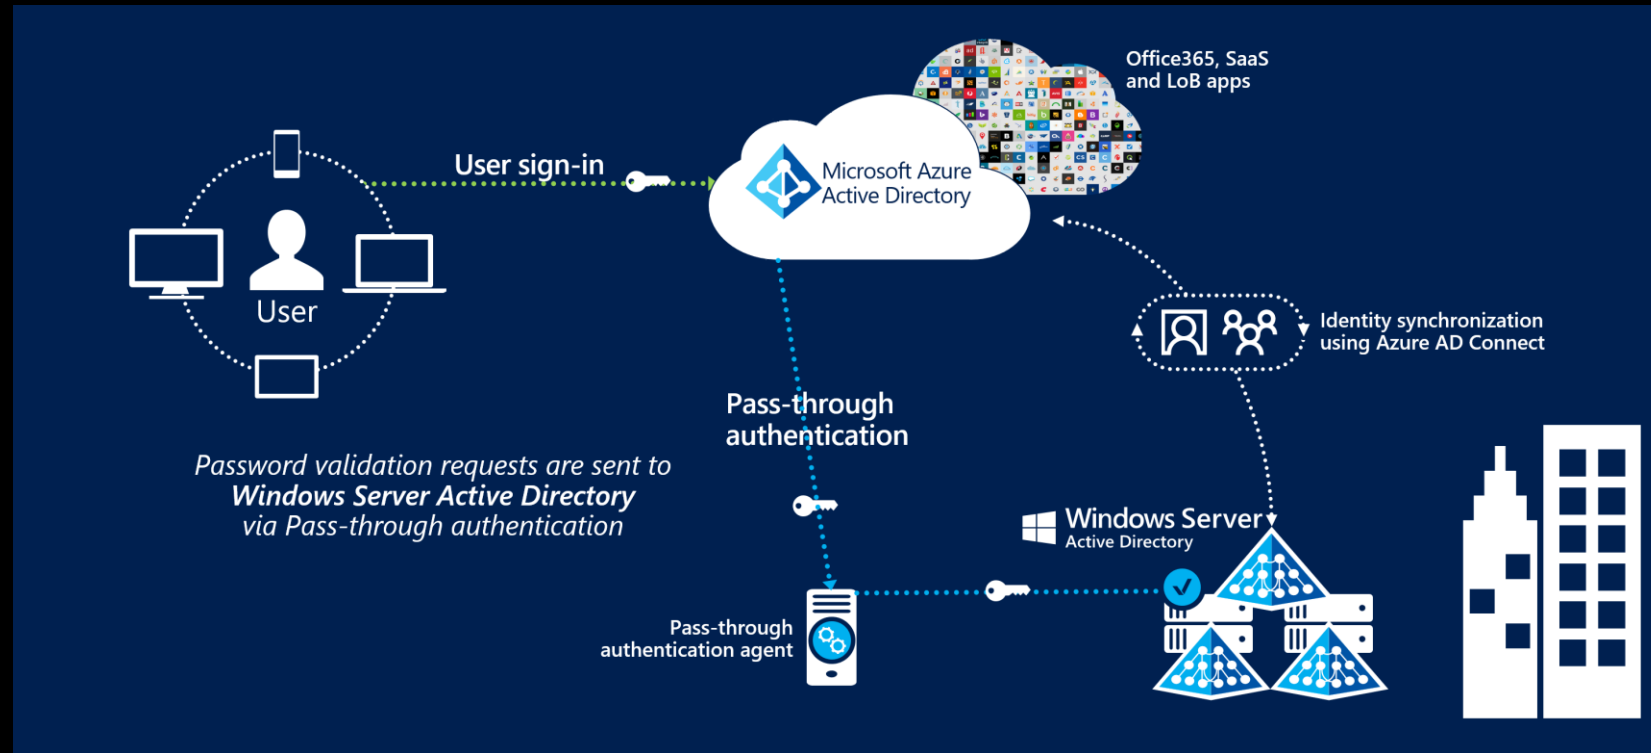 Office365, SaaS
and LoB apps
User sign-in
Microsoft Azure
Active Directory
User
Identity synchronization
using Azure AD Connect
Pass-through
authentication
Password validation requests are sent to
Windows Server Active Directory
via Pass-through authentication
Windows Server
Active Directory
Pass-through
authentication agent